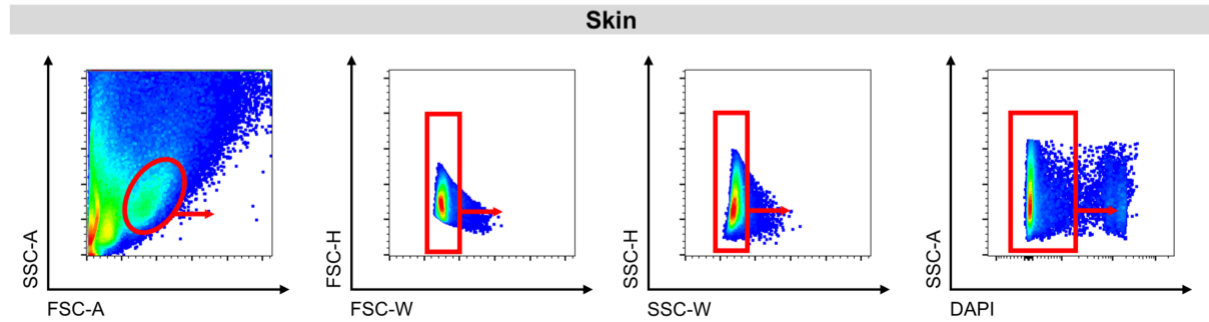 Skin
SSC-A
FSC-A
FSC-H
FSC-W
SSC-H
SSC-W
SSC-A
DAPI